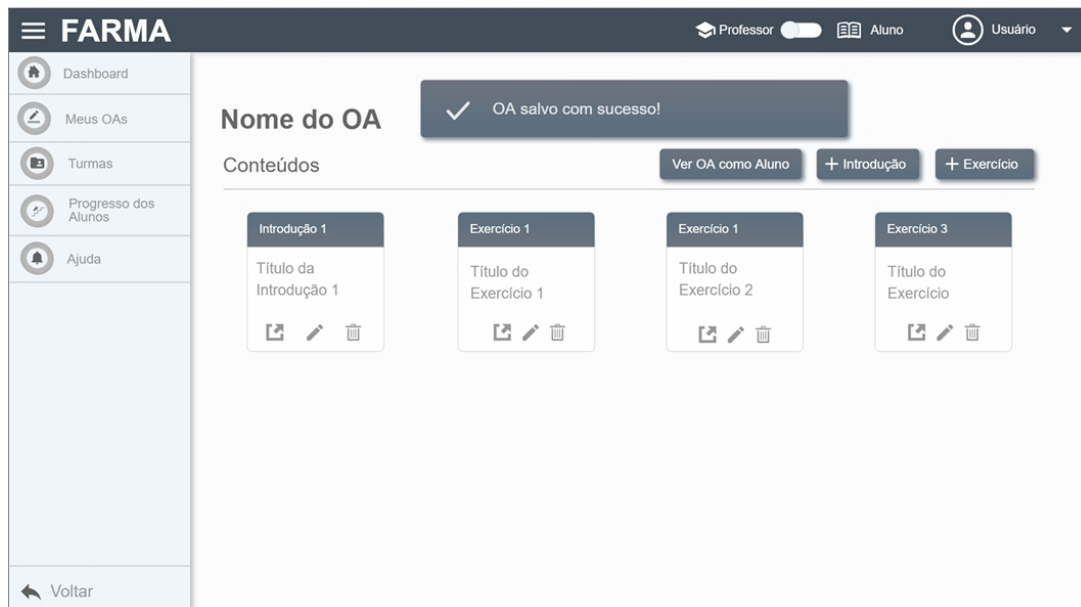 FARMA
Professor
Aluno
Usuário
Dashboard
Meus OAs
Turmas
Progresso dos
Alunos
Ajuda
Voltar
OA salvo com sucesso!
Nome do OA
Conteúdos
Ver OA como Aluno
+ Introdução
+ Exercício
Introdução 1
Título da
Introdução 1
Exercício 1
Título do
Exercício 1
Exercício 1
Título do
Exercício 2
Exercício 3
Título do
Exercício